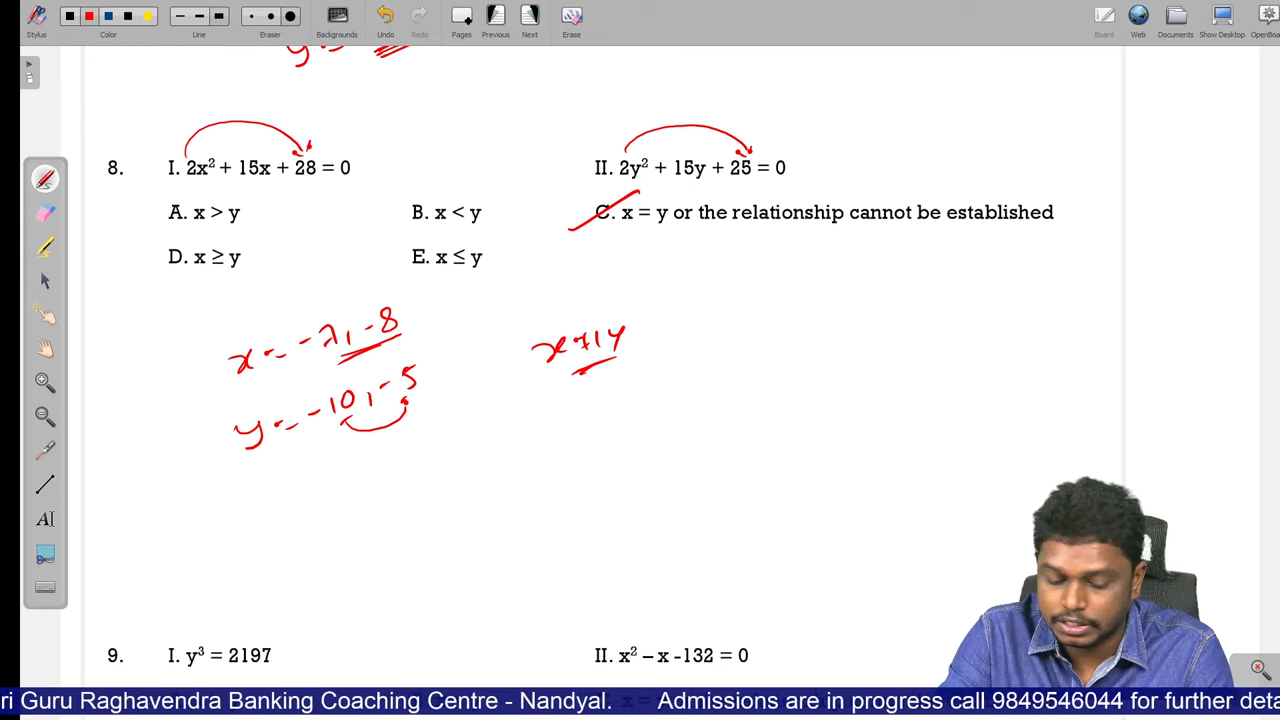 Stylus Color Line Eraser Backgrounds Undo Redo Pages Previous Next Erase Board Web Documents Show Desktop OpenBoa
8. I. 2x² + 15x + 28 = 0 II. 2y² + 15y + 25 = 0
A. x > y B. x < y C. x = y or the relationship cannot be established
D. x ≥ y E. x ≤ y
x = -7, -8
y = -10, -5
9. I. y³ = 2197 II. x² – x -132 = 0
ri Guru Raghavendra Banking Coaching Centre - Nandyal. Admissions are in progress call 9849546044 for further deta